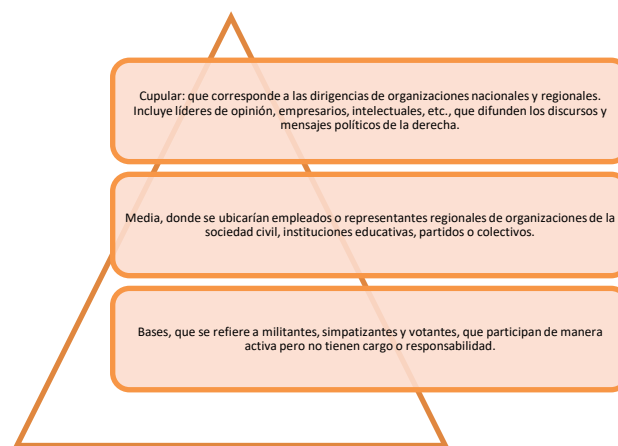 Cupular: que corresponde a las dirigencias de organizaciones nacionales y regionales.
Incluye líderes de opinión, empresarios, intelectuales, etc., que difunden los discursos y
mensajes políticos de la derecha.
Media, donde se ubicarían empleados o representantes regionales de organizaciones de la
sociedad civil, instituciones educativas, partidos o colectivos.
Bases, que se refiere a militantes, simpatizantes y votantes, que participan de manera
activa pero no tienen cargo o responsabilidad.